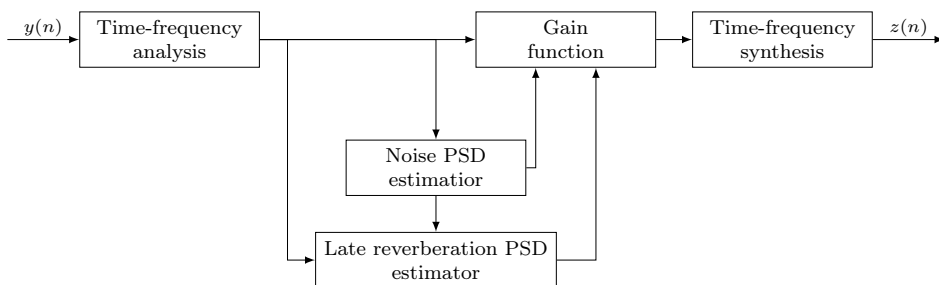 y(n)
Time-frequency
analysis
Gain
function
Time-frequency
synthesis
z(n)
Noise PSD
estimatior
Late reverberation PSD
estimator